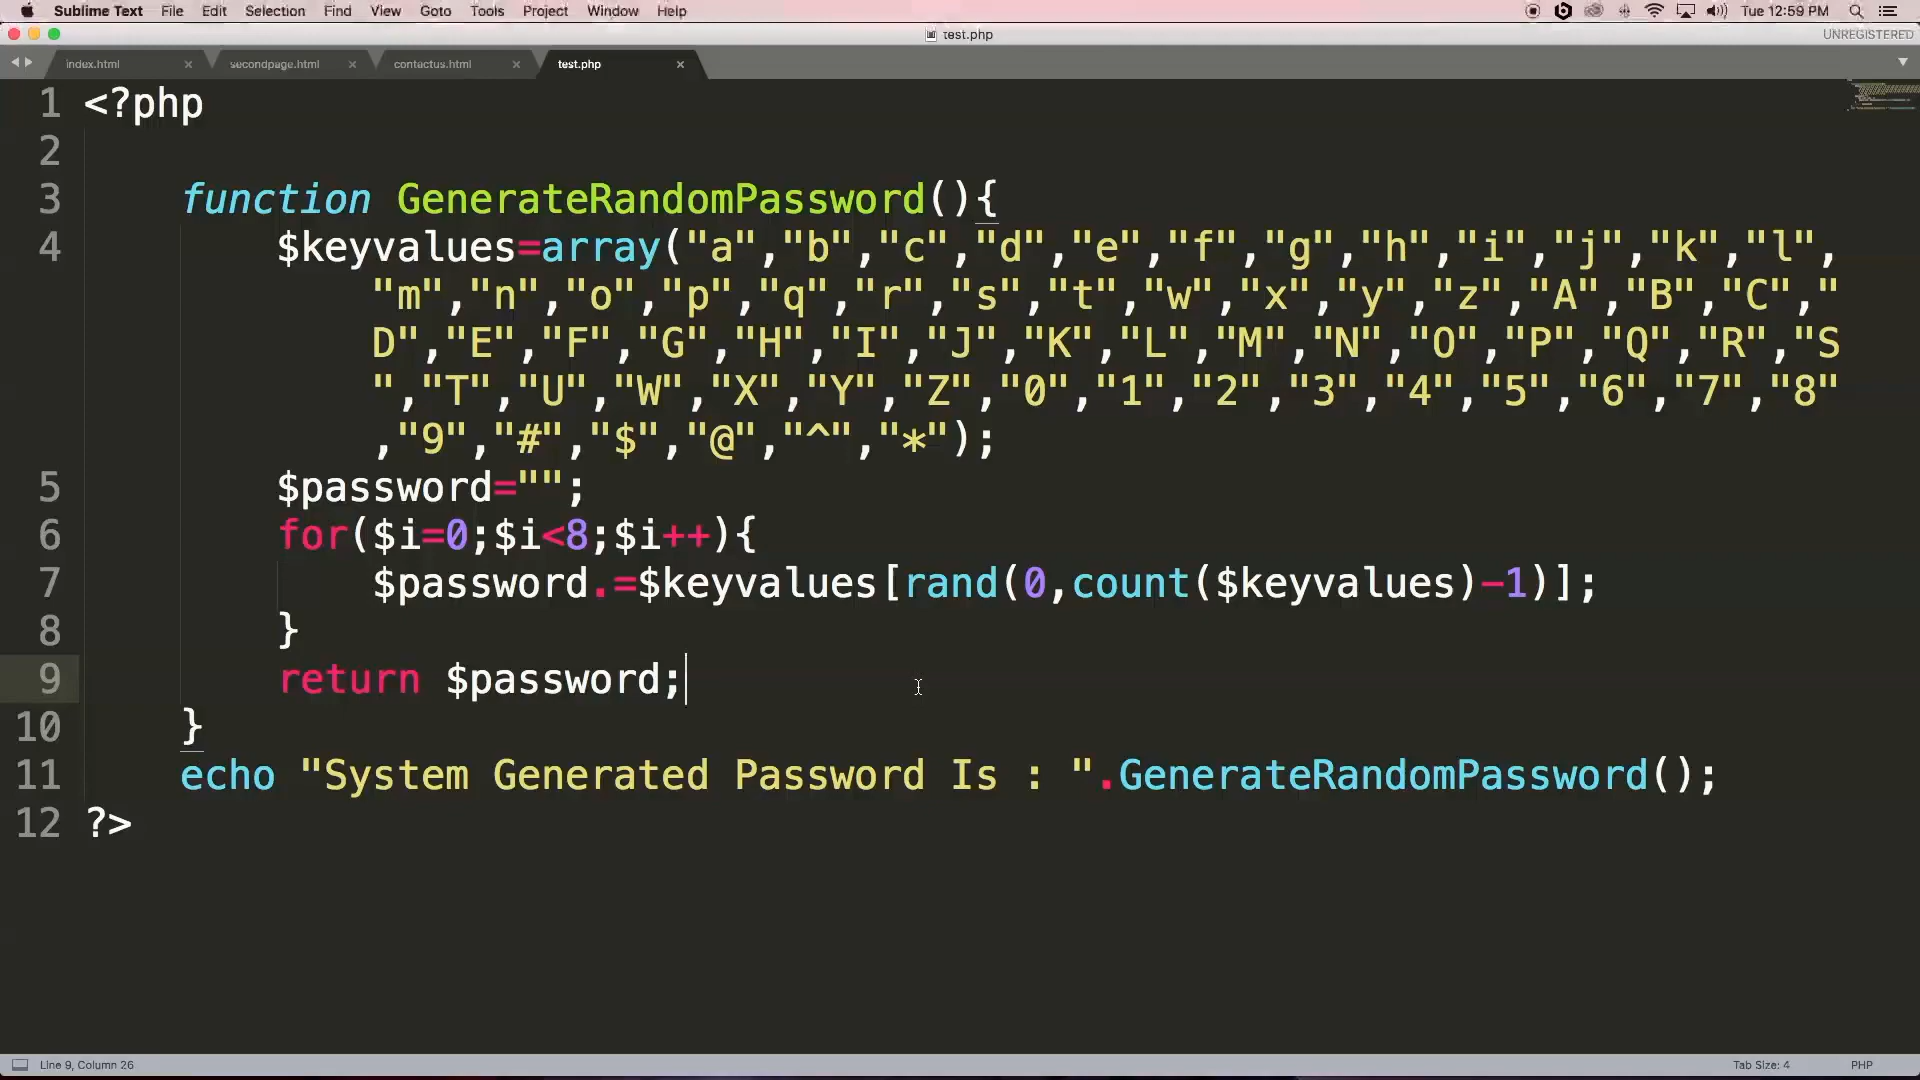 Sublime Text File Edit Selection Find View Goto Tools Project Window Help Tue 12:59 PM
test.php UNREGISTERED
index.html × secondpage.html × contactus.html × test.php ×
1 <?php
2
3 function GenerateRandomPassword(){
4 $keyvalues=array("a","b","c","d","e","f","g","h","i","j","k","l",
"m","n","o","p","q","r","s","t","w","x","y","z","A","B","C","
D","E","F","G","H","I","J","K","L","M","N","O","P","Q","R","S
","T","U","W","X","Y","Z","0","1","2","3","4","5","6","7","8"
,"9","#","$","@","^","*");
5 $password="";
6 for($i=0;$i<8;$i++){
7 $password.=$keyvalues[rand(0,count($keyvalues)-1)];
8 }
9 return $password;
10 }
11 echo "System Generated Password Is : ".GenerateRandomPassword();
12 ?>
Line 9, Column 26 Tab Size: 4 PHP